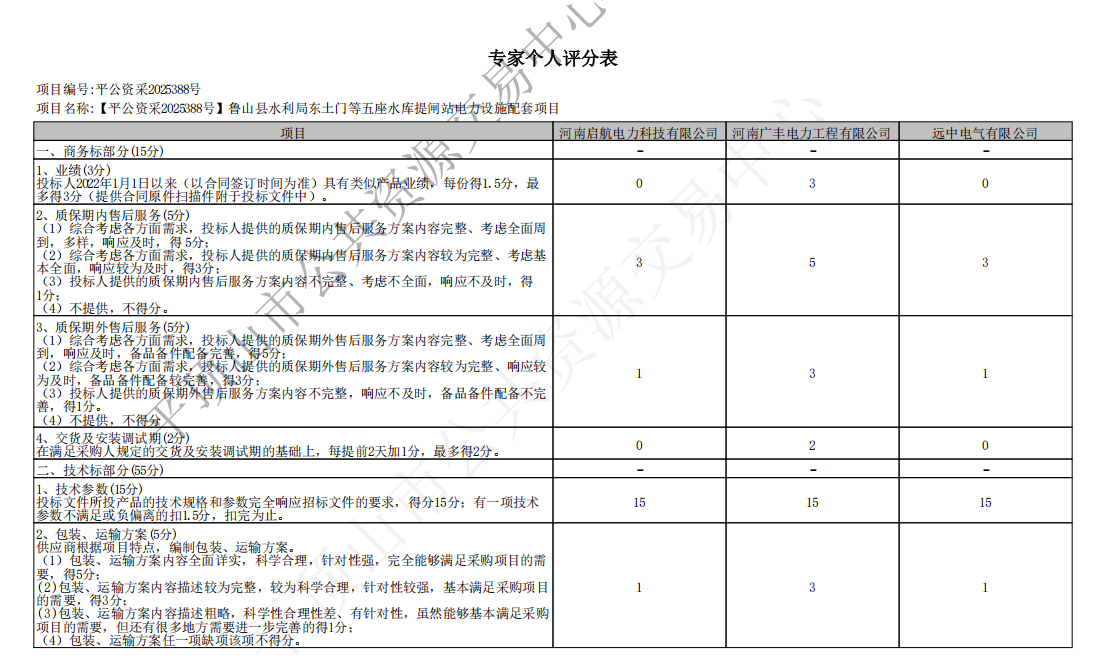 专家个人评分表
项目编号:平公资采2025388号
项目名称:【平公资采2025388号】鲁山县水利局东土门等五座水库提闸站电力设施配套项目
项目 河南启航电力科技有限公司 河南广丰电力工程有限公司 远中电气有限公司
一、商务标部分(15分) - - -
1、业绩(3分)
投标人2022年1月1日以来（以合同签订时间为准）具有类似产品业绩，每份得1.5分，最
多得3分（提供合同原件扫描件附于投标文件中）。
0 3 0
2、质保期内售后服务(5分)
（1）综合考虑各方面需求，投标人提供的质保期内售后服务方案内容完整、考虑全面周
到，多样，响应及时，得 5分；
（2）综合考虑各方面需求，投标人提供的质保期内售后服务方案内容较为完整、考虑基
本全面，响应较为及时，得3分；
（3）投标人提供的质保期内售后服务方案内容不完整、考虑不全面，响应不及时，得
1分；
（4）不提供，不得分。
3 5 3
3、质保期外售后服务(5分)
（1）综合考虑各方面需求，投标人提供的质保期外售后服务方案内容完整、考虑全面周
到，响应及时，备品备件配备完善，得5分；
（2）综合考虑各方面需求，投标人提供的质保期外售后服务方案内容较为完整、响应较
为及时，备品备件配备较完善，得3分；
（3）投标人提供的质保期外售后服务方案内容不完整，响应不及时，备品备件配备不完
善，得1分。
（4）不提供，不得分
1 3 1
4、交货及安装调试期(2分)
在满足采购人规定的交货及安装调试期的基础上，每提前2天加1分，最多得2分。
0 2 0
二、技术标部分(55分) - - -
1、技术参数(15分)
投标文件所投产品的技术规格和参数完全响应招标文件的要求，得分15分；有一项技术
参数不满足或负偏离的扣1.5分，扣完为止。
15 15 15
2、包装、运输方案(5分)
供应商根据项目特点，编制包装、运输方案。
（1）包装、运输方案内容全面详实，科学合理，针对性强，完全能够满足采购项目的需
要，得5分；
(2)包装、运输方案内容描述较为完整，较为科学合理，针对性较强，基本满足采购项目
的需要，得3分；
(3)包装、运输方案内容描述粗略，科学性合理性差、有针对性，虽然能够基本满足采购
项目的需要，但还有很多地方需要进一步完善的得1分；
（4）包装、运输方案任一项缺项该项不得分。
1 3 1
平顶山市公共资源交易中心
平顶山市公共资源交易中心